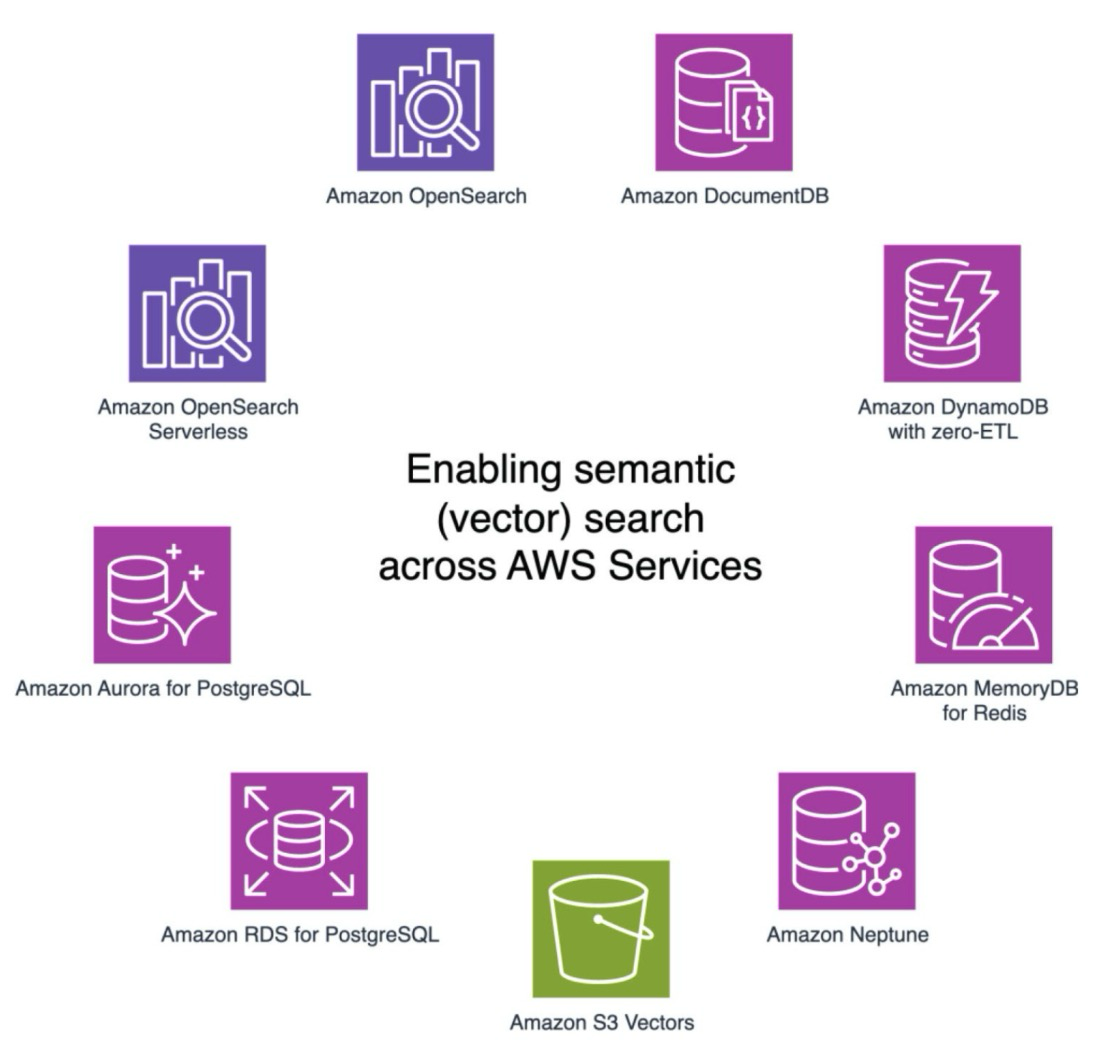 Amazon OpenSearch
Amazon DocumentDB
Amazon OpenSearch
Serverless
Amazon DynamoDB
with zero-ETL
Enabling semantic
(vector) search
across AWS Services
Amazon Aurora for PostgreSQL
Amazon MemoryDB
for Redis
Amazon RDS for PostgreSQL
Amazon Neptune
Amazon S3 Vectors